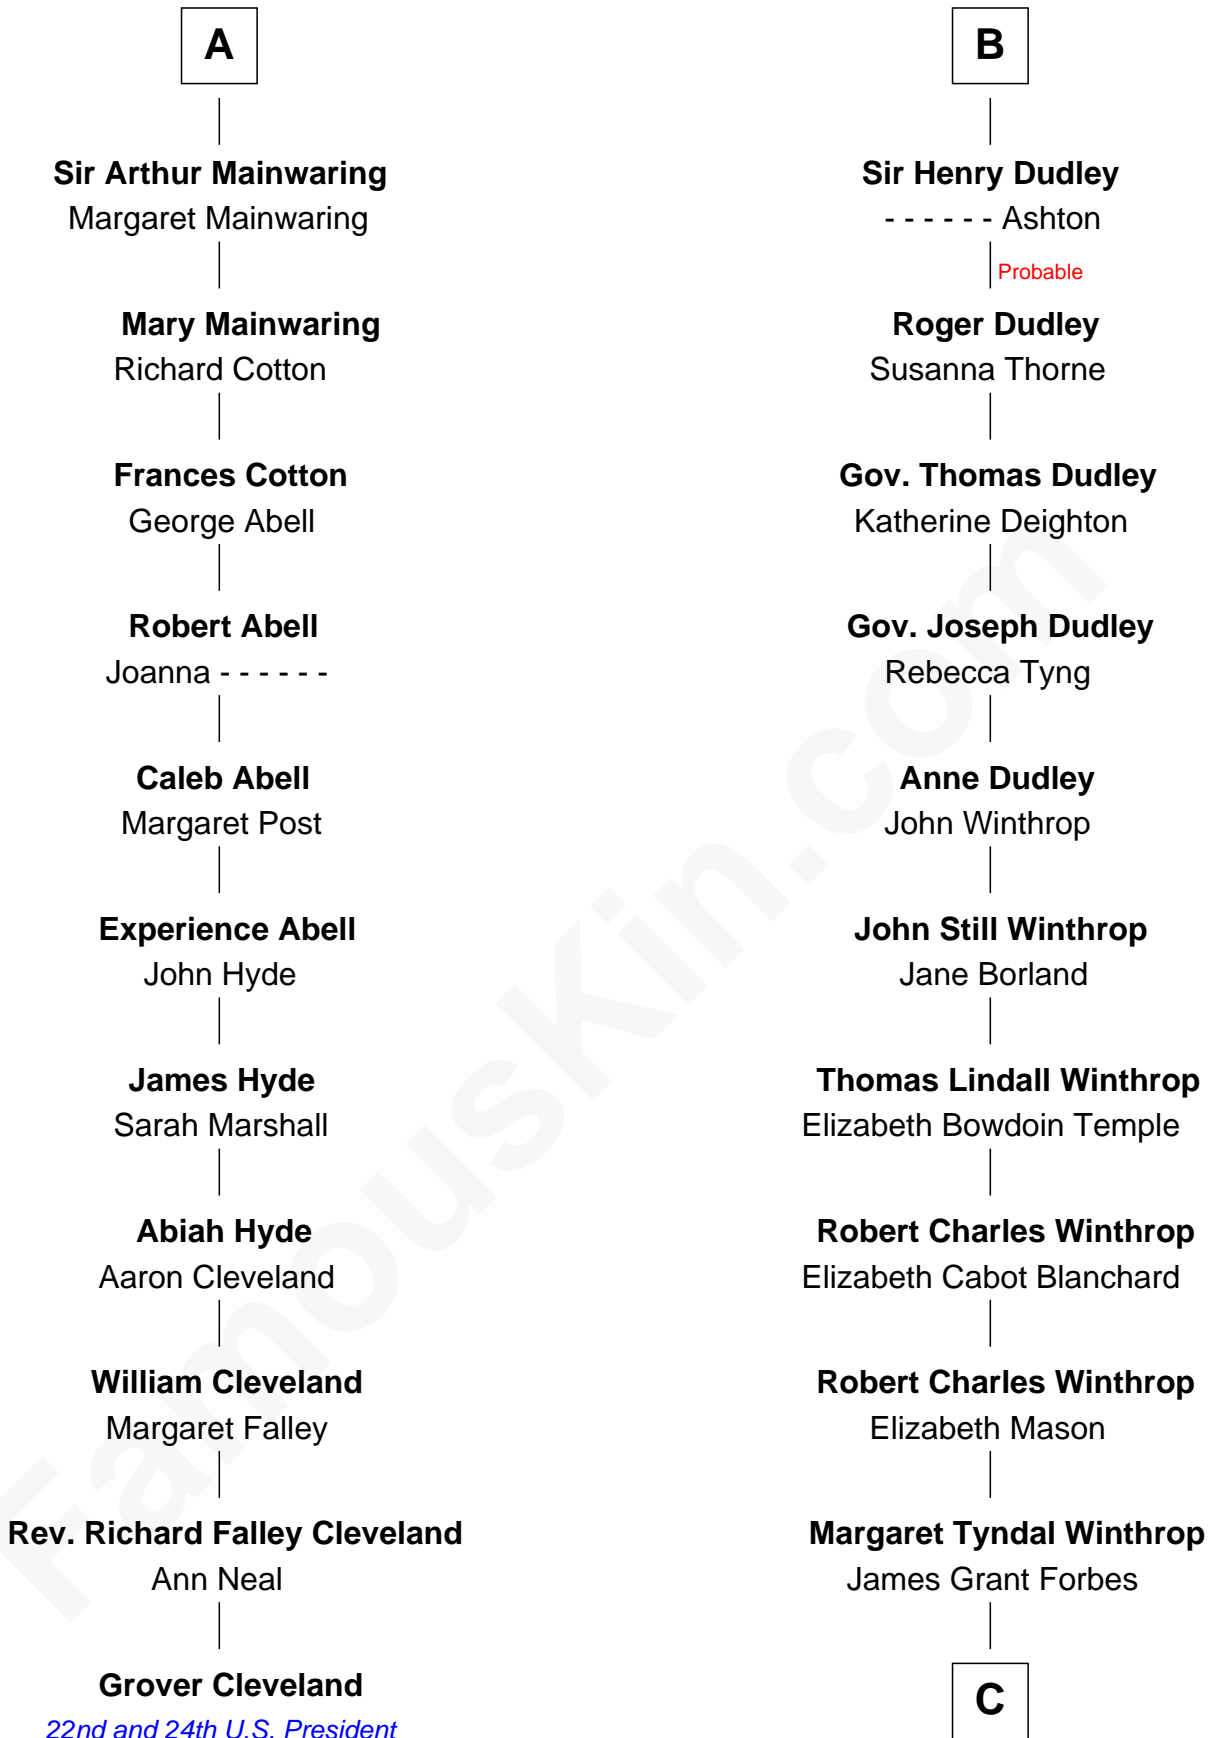 A
Sir Arthur Mainwaring
Margaret Mainwaring
Mary Mainwaring
Richard Cotton
Frances Cotton
George Abell
Robert Abell
Joanna - - - - - -
Caleb Abell
Margaret Post
Experience Abell
John Hyde
James Hyde
Sarah Marshall
Abiah Hyde
Aaron Cleveland
William Cleveland
Margaret Falley
Rev. Richard Falley Cleveland
Ann Neal
Grover Cleveland
22nd and 24th U.S. President
B
Sir Henry Dudley
- - - - - - Ashton
Probable
Roger Dudley
Susanna Thorne
Gov. Thomas Dudley
Katherine Deighton
Gov. Joseph Dudley
Rebecca Tyng
Anne Dudley
John Winthrop
John Still Winthrop
Jane Borland
Thomas Lindall Winthrop
Elizabeth Bowdoin Temple
Robert Charles Winthrop
Elizabeth Cabot Blanchard
Robert Charles Winthrop
Elizabeth Mason
Margaret Tyndal Winthrop
James Grant Forbes
C
FamousKin.com